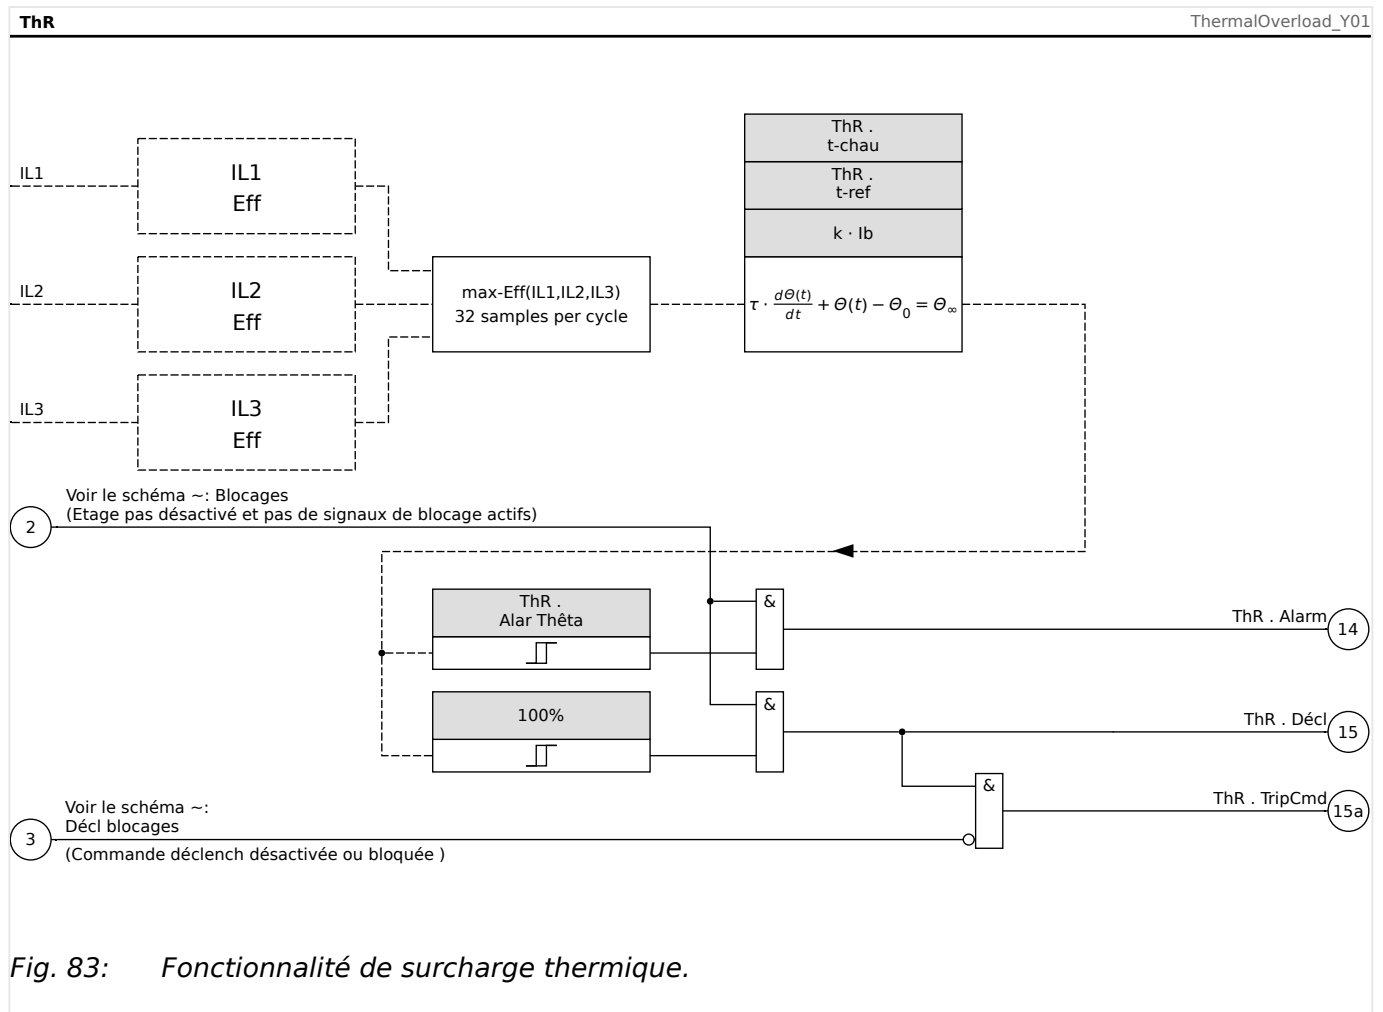 ThR
ThermalOverload_Y01
ThR .
t-chau
ThR .
t-ref
k · Ib
IL1
IL1
Eff
IL2
IL2
Eff
IL3
IL3
Eff
max-Eff(IL1,IL2,IL3)
32 samples per cycle
τ · dΘ(t)/dt + Θ(t) − Θ₀ = Θ∞
Voir le schéma ~: Blocages
(Etage pas désactivé et pas de signaux de blocage actifs)
2
ThR .
Alar Thêta
&
ThR . Alarm
14
100%
&
ThR . Décl
15
&
ThR . TripCmd
15a
Voir le schéma ~:
Décl blocages
3
(Commande déclench désactivée ou bloquée )
Fig. 83: Fonctionnalité de surcharge thermique.